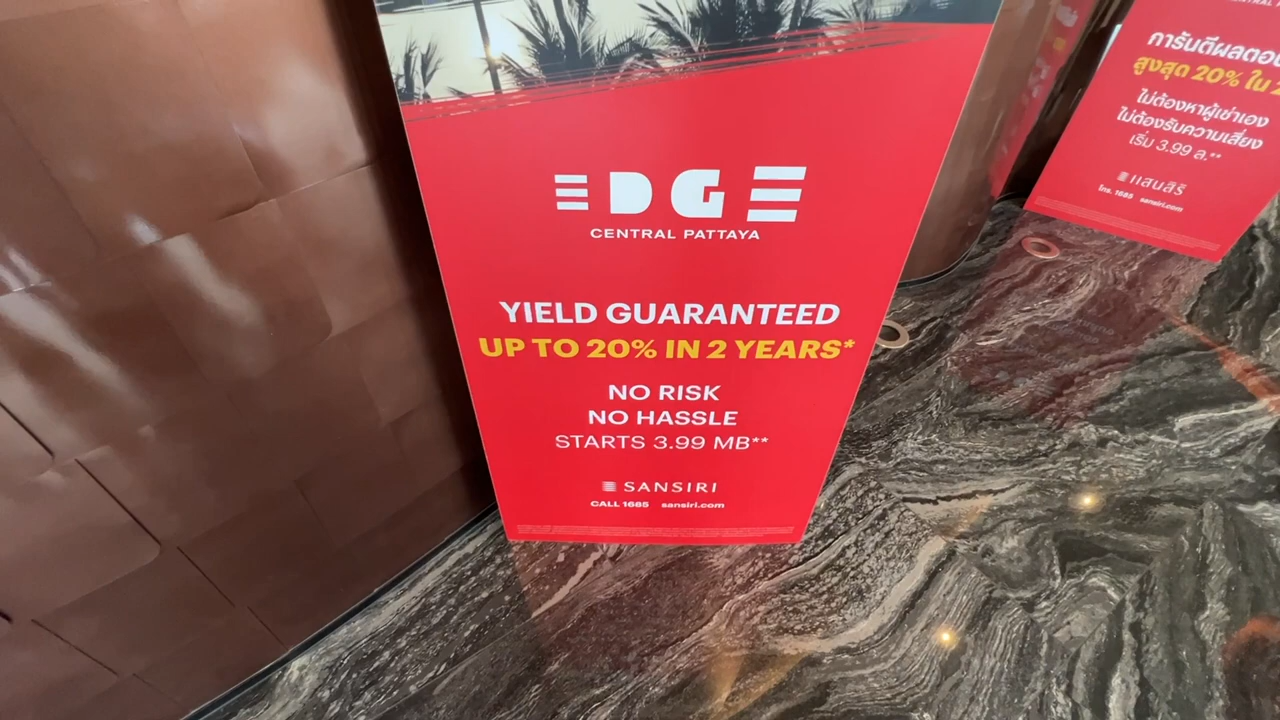 EDGE
CENTRAL PATTAYA
YIELD GUARANTEED
UP TO 20% IN 2 YEARS*
NO RISK
NO HASSLE
STARTS 3.99 MB**
SANSIRI
CALL 1685 sansiri.com
การันตีผลตอบ
สูงสุด 20% ใน 2
ไม่ต้องหาผู้เช่าเอง
ไม่ต้องรับความเสี่ยง
เริ่ม 3.99 ล.**
แสนสิริ
โทร. 1685 sansiri.com